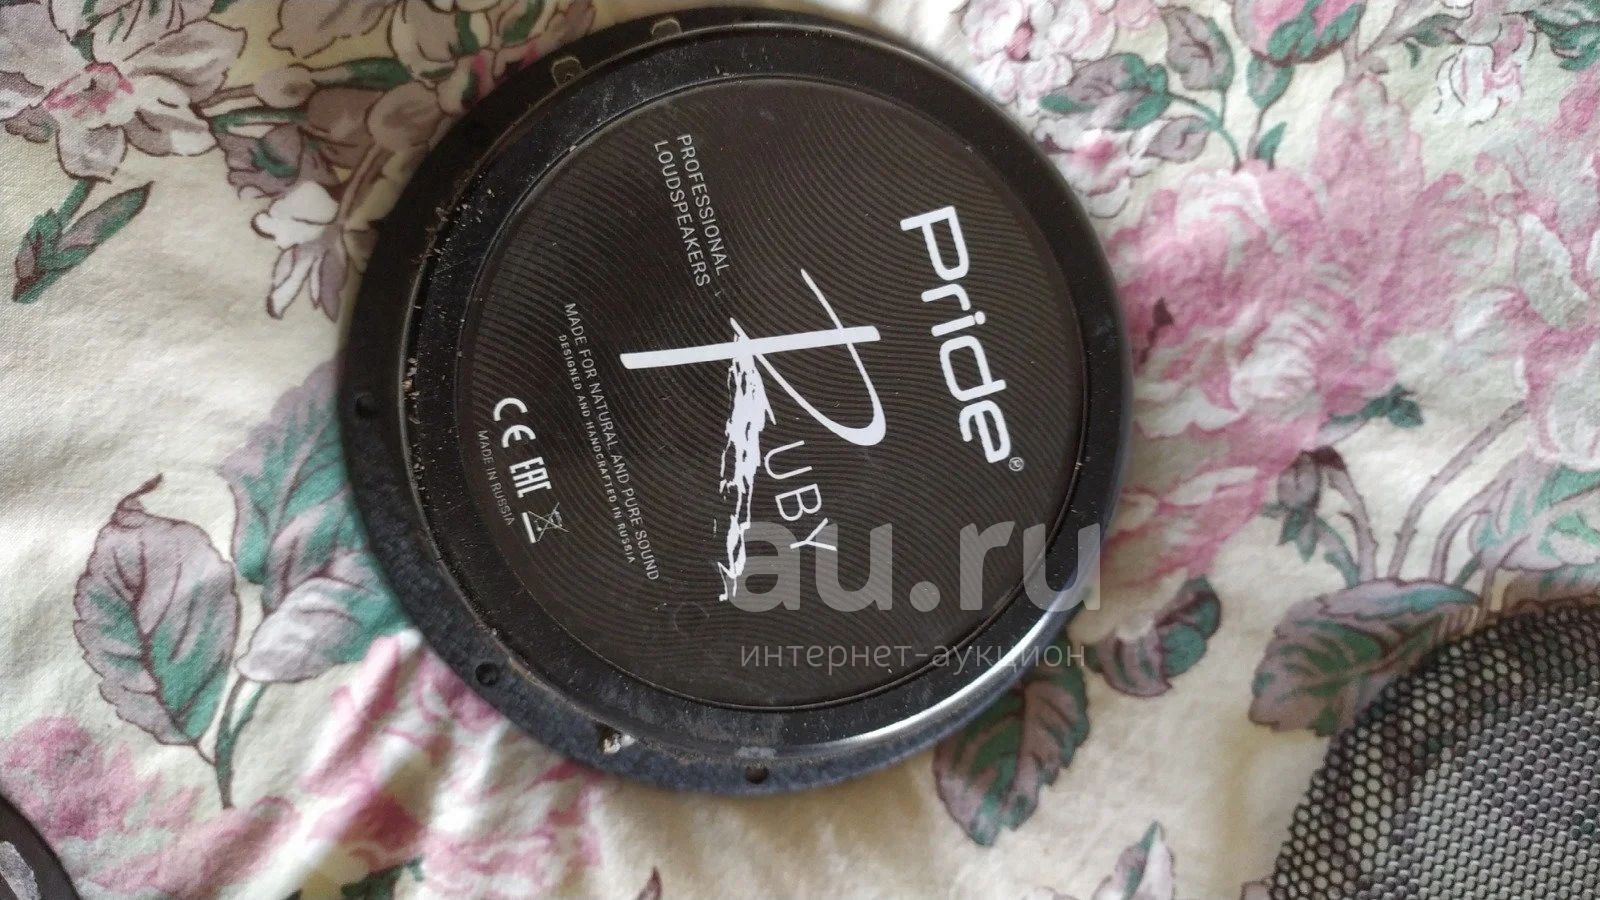 Pride®
RUBY
PROFESSIONAL
LOUDSPEAKERS
MADE FOR NATURAL AND PURE SOUND
DESIGNED AND HANDCRAFTED IN RUSSIA
CE EAC
MADE IN RUSSIA
au.ru
интернет-аукцион